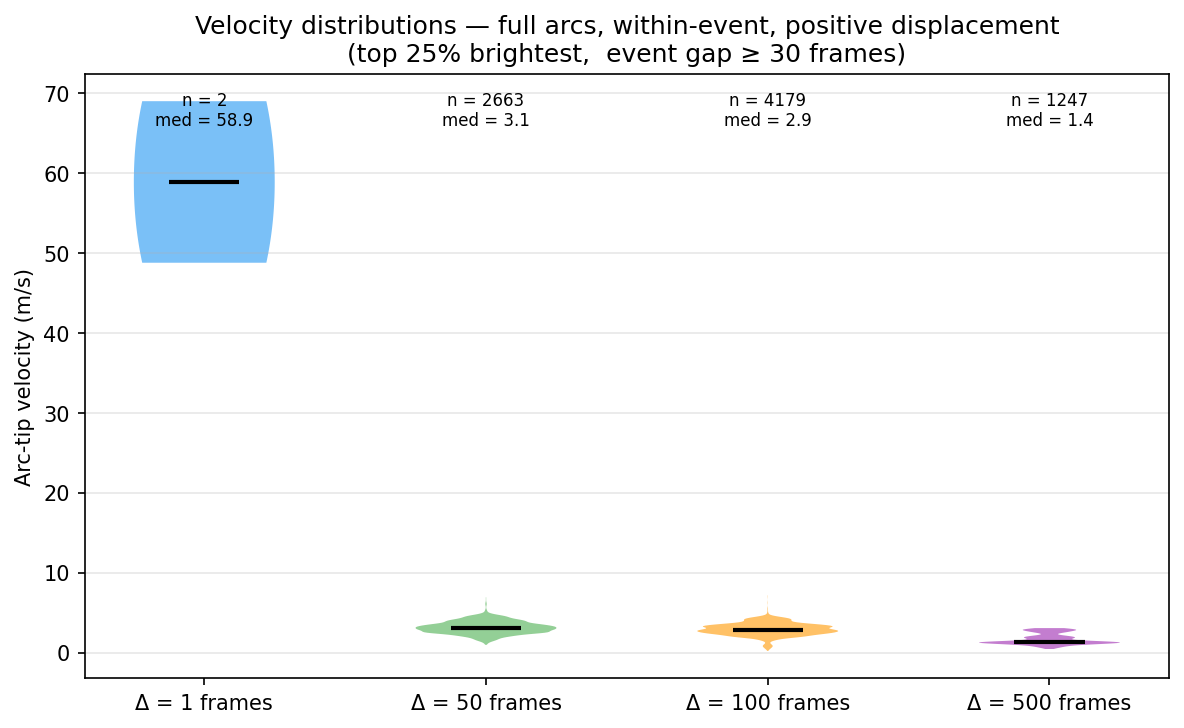 Velocity distributions — full arcs, within-event, positive displacement
(top 25% brightest,  event gap ≥ 30 frames)
Arc-tip velocity (m/s)
70
60
50
40
30
20
10
0
n = 2
med = 58.9
n = 2663
med = 3.1
n = 4179
med = 2.9
n = 1247
med = 1.4
Δ = 1 frames
Δ = 50 frames
Δ = 100 frames
Δ = 500 frames